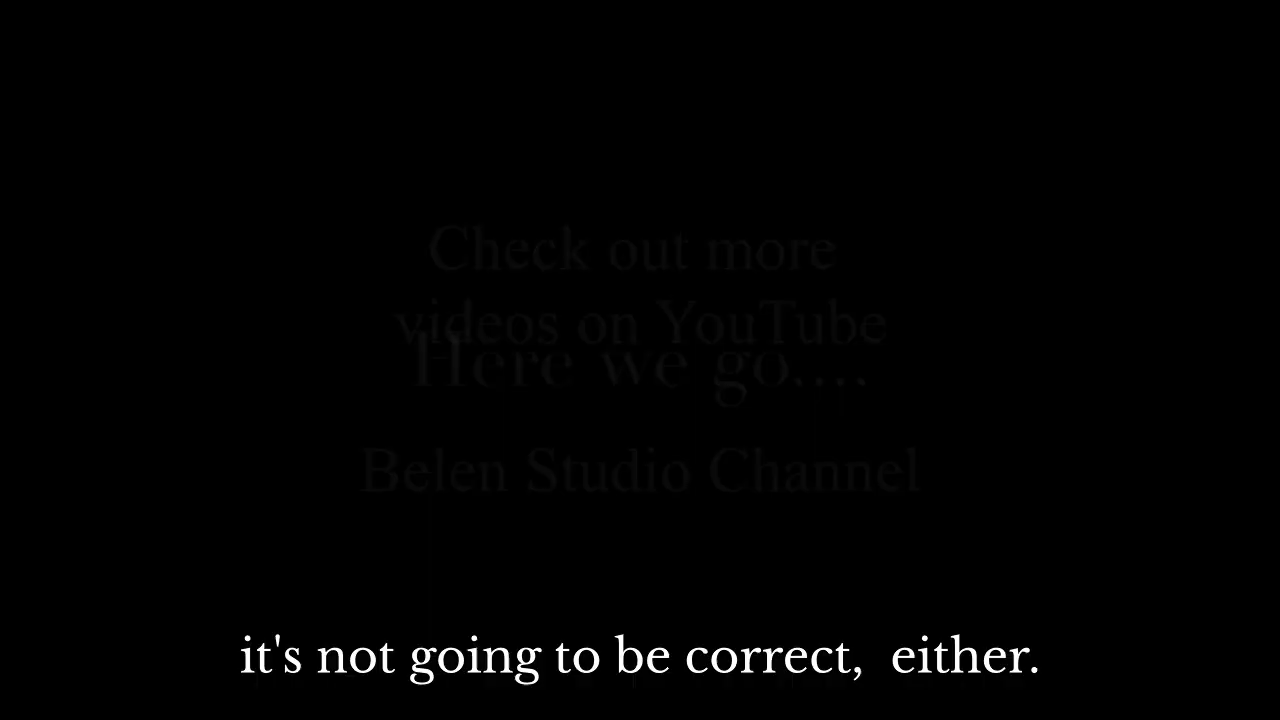 Check out more
videos on YouTube
Here we go....
Belen Studio Channel
it's not going to be correct,  either.